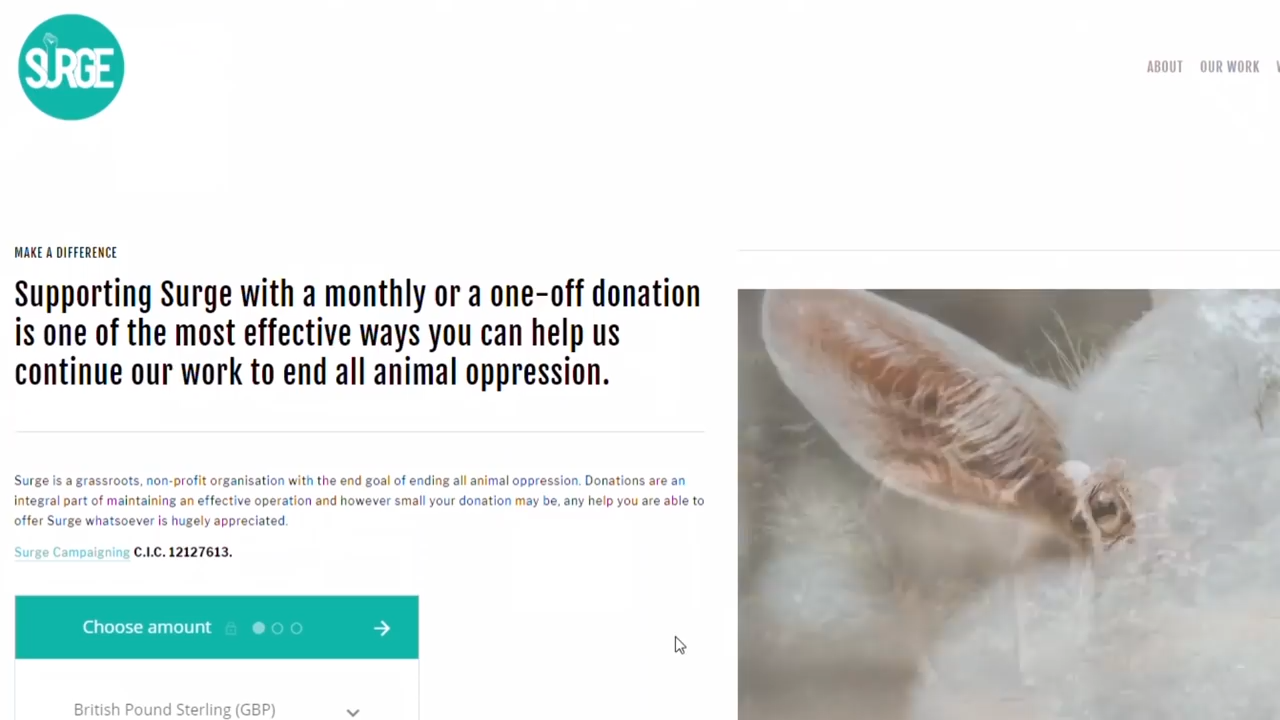 SURGE
ABOUT OUR WORK
MAKE A DIFFERENCE
Supporting Surge with a monthly or a one-off donation
is one of the most effective ways you can help us
continue our work to end all animal oppression.
Surge is a grassroots, non-profit organisation with the end goal of ending all animal oppression. Donations are an
integral part of maintaining an effective operation and however small your donation may be, any help you are able to
offer Surge whatsoever is hugely appreciated.
Surge Campaigning C.I.C. 12127613.
Choose amount
British Pound Sterling (GBP)